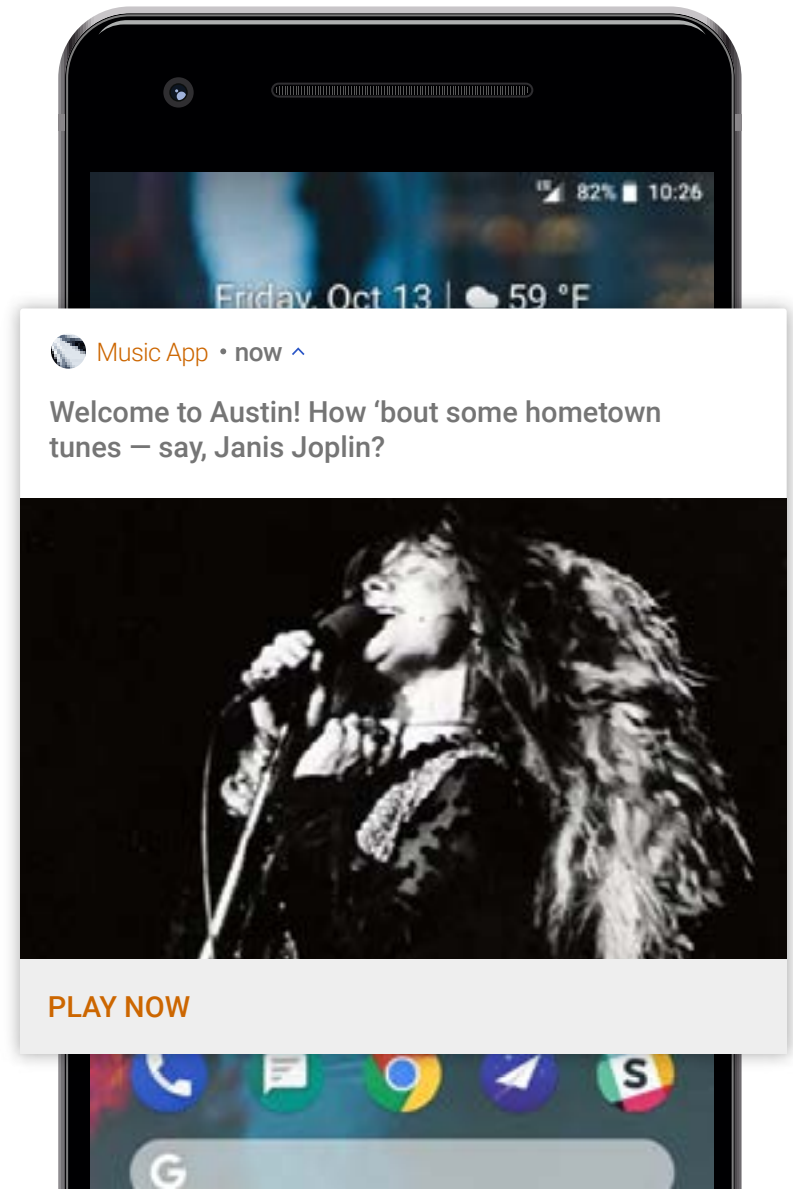 82% 10:26
Friday, Oct 13 | 59 °F
Music App • now
Welcome to Austin! How ‘bout some hometown
tunes — say, Janis Joplin?
PLAY NOW
S
G